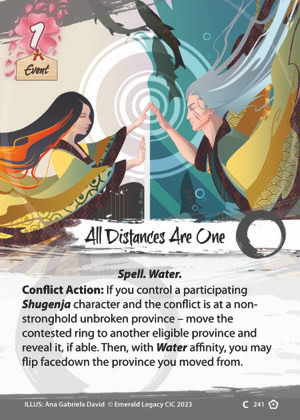 1
Event
All Distances Are One
Spell. Water.
Conflict Action: If you control a participating
Shugenja character and the conflict is at a non-
stronghold unbroken province – move the
contested ring to another eligible province and
reveal it, if able. Then, with Water affinity, you may
flip facedown the province you moved from.
ILLUS: Ana Gabriela David © Emerald Legacy CIC 2023
C 241